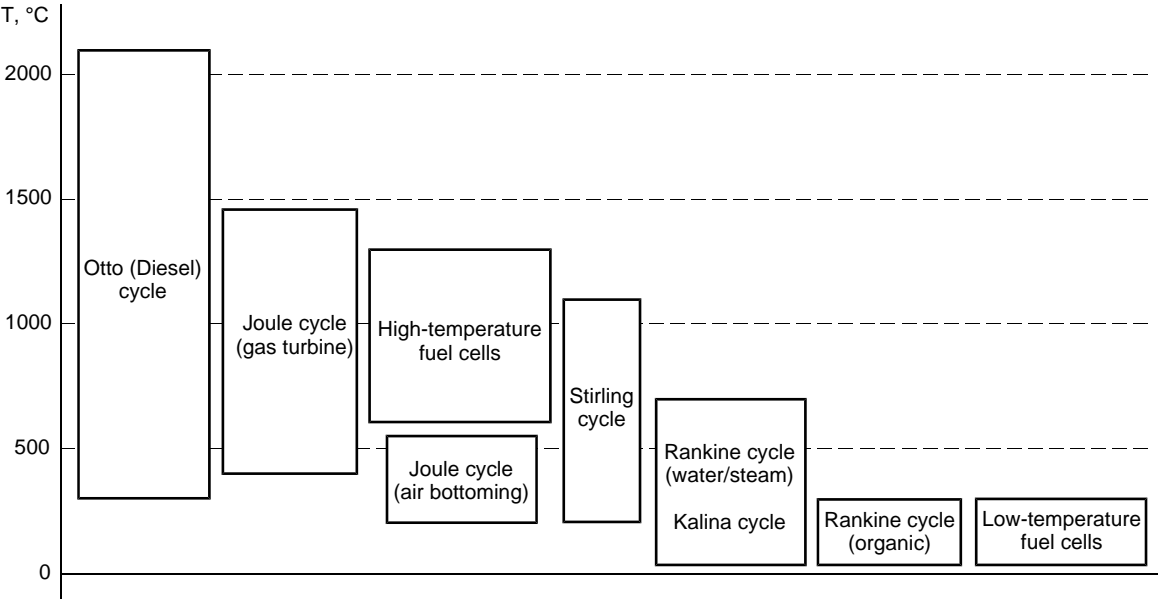 T, °C
2000
1500
1000
500
0
Otto (Diesel)
cycle
Joule cycle
(gas turbine)
High-temperature
fuel cells
Joule cycle
(air bottoming)
Stirling
cycle
Rankine cycle
(water/steam)
Kalina cycle
Rankine cycle
(organic)
Low-temperature
fuel cells